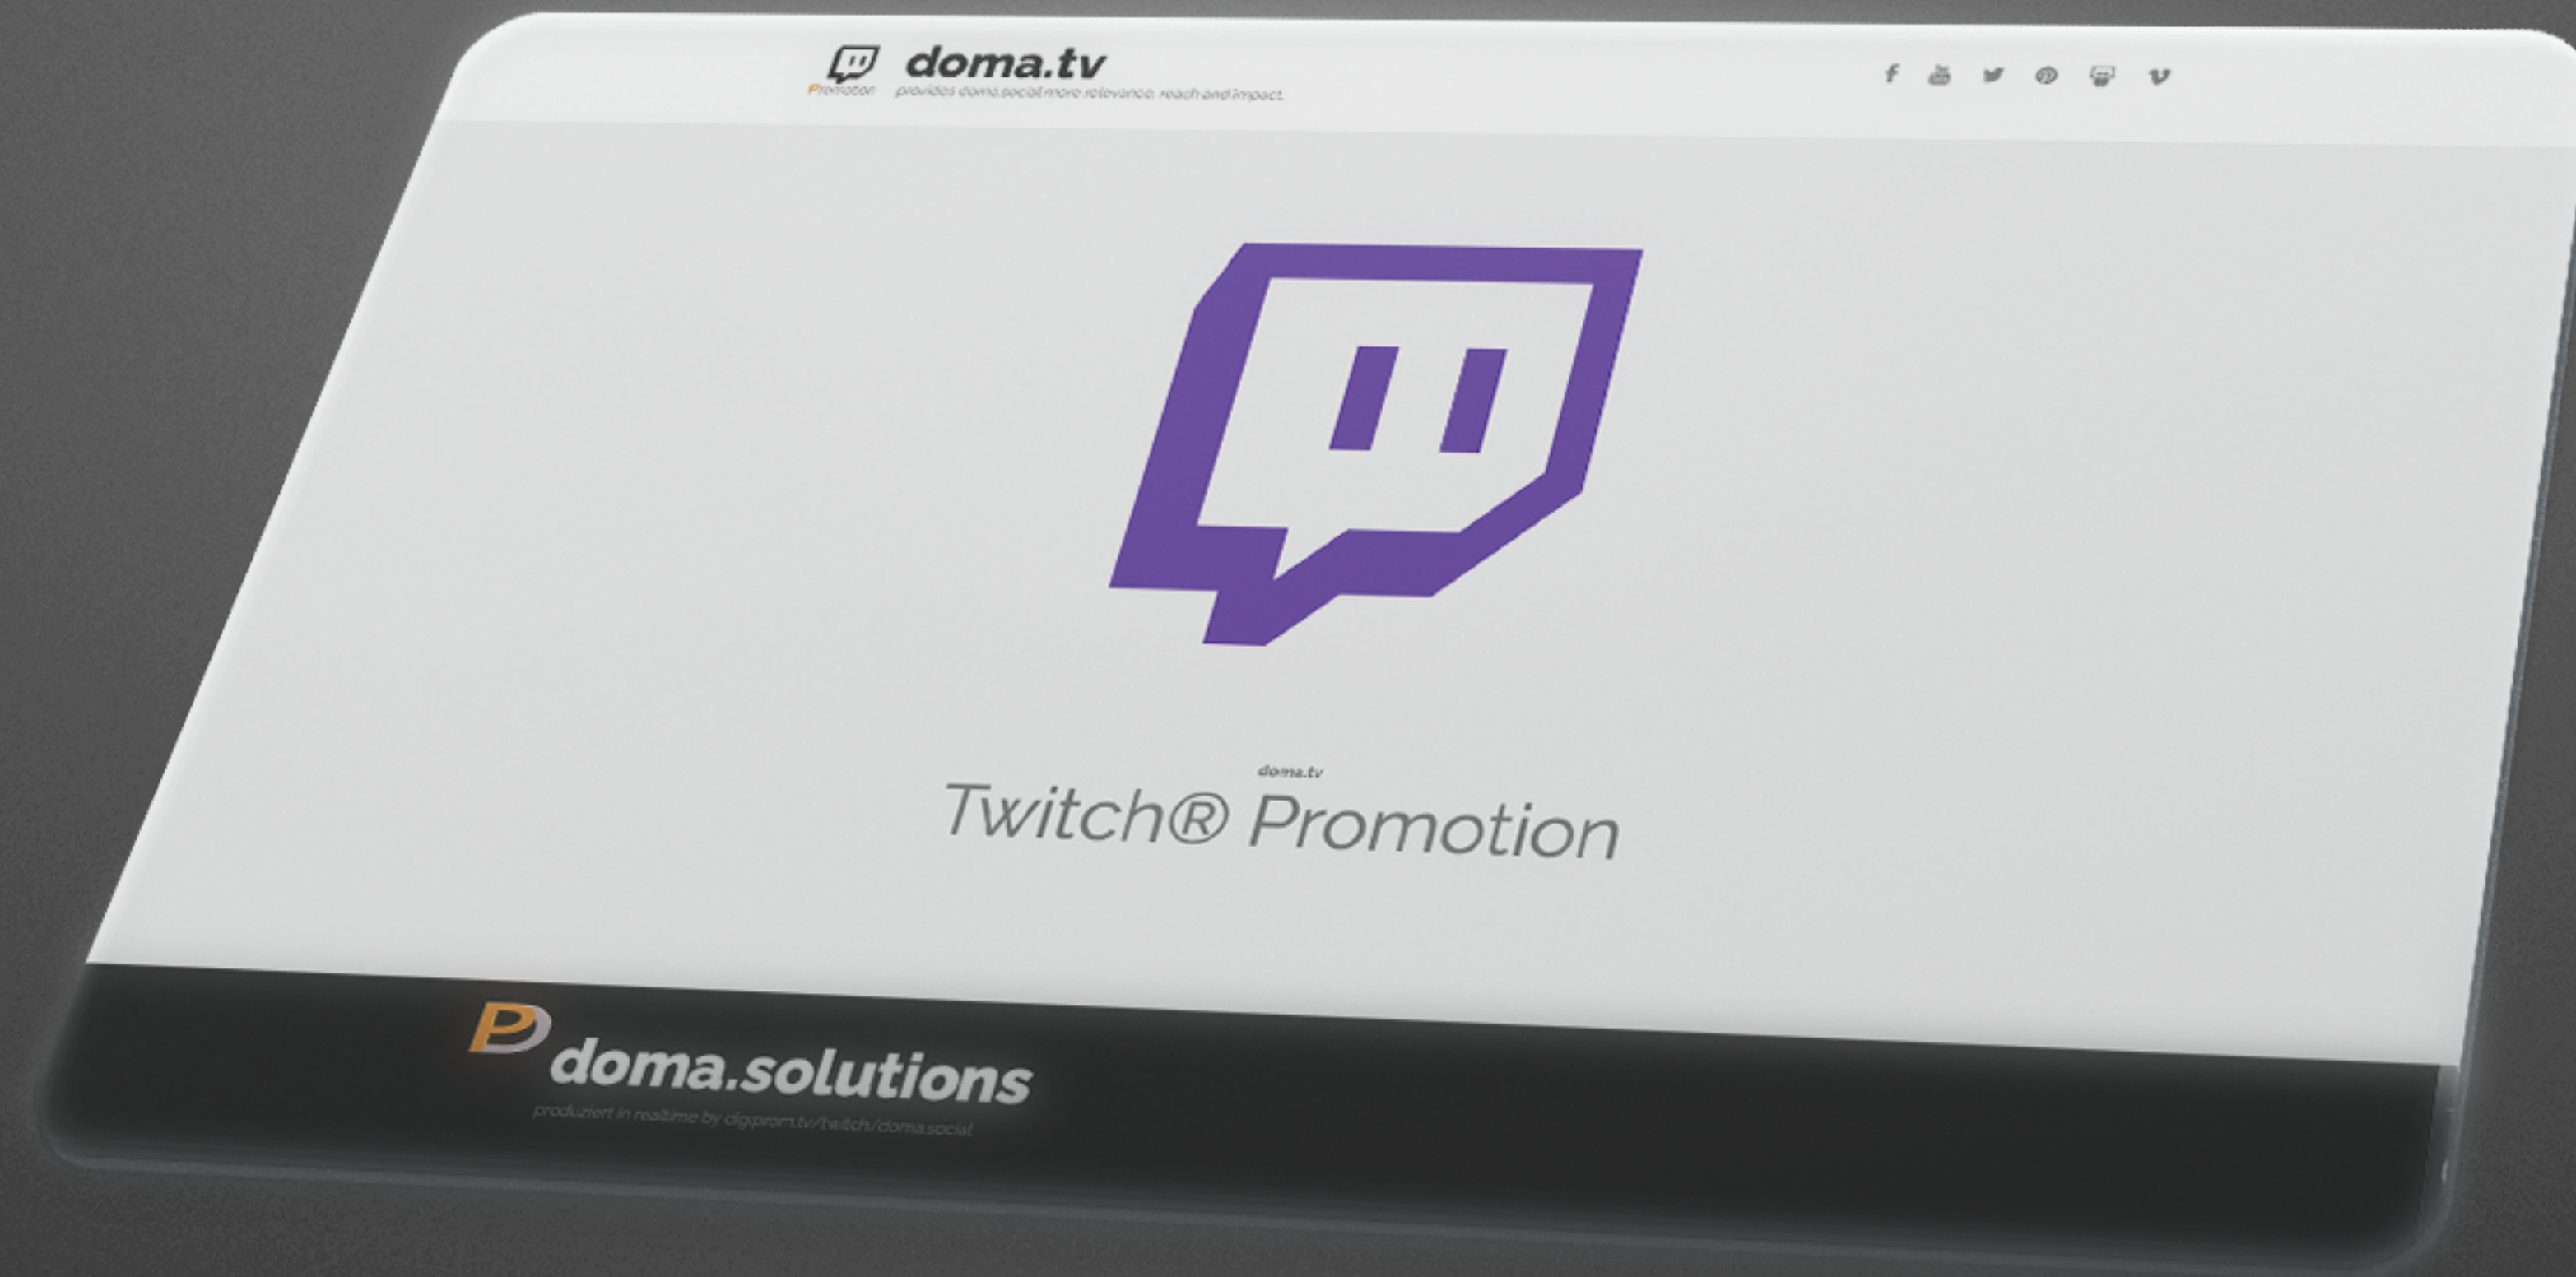 doma.tv
Promotion
provides doma.social more relevance, reach and impact.
doma.tv
Twitch® Promotion
PD
doma.solutions
produziert in realtime by digprom.tv/twitch/doma.social